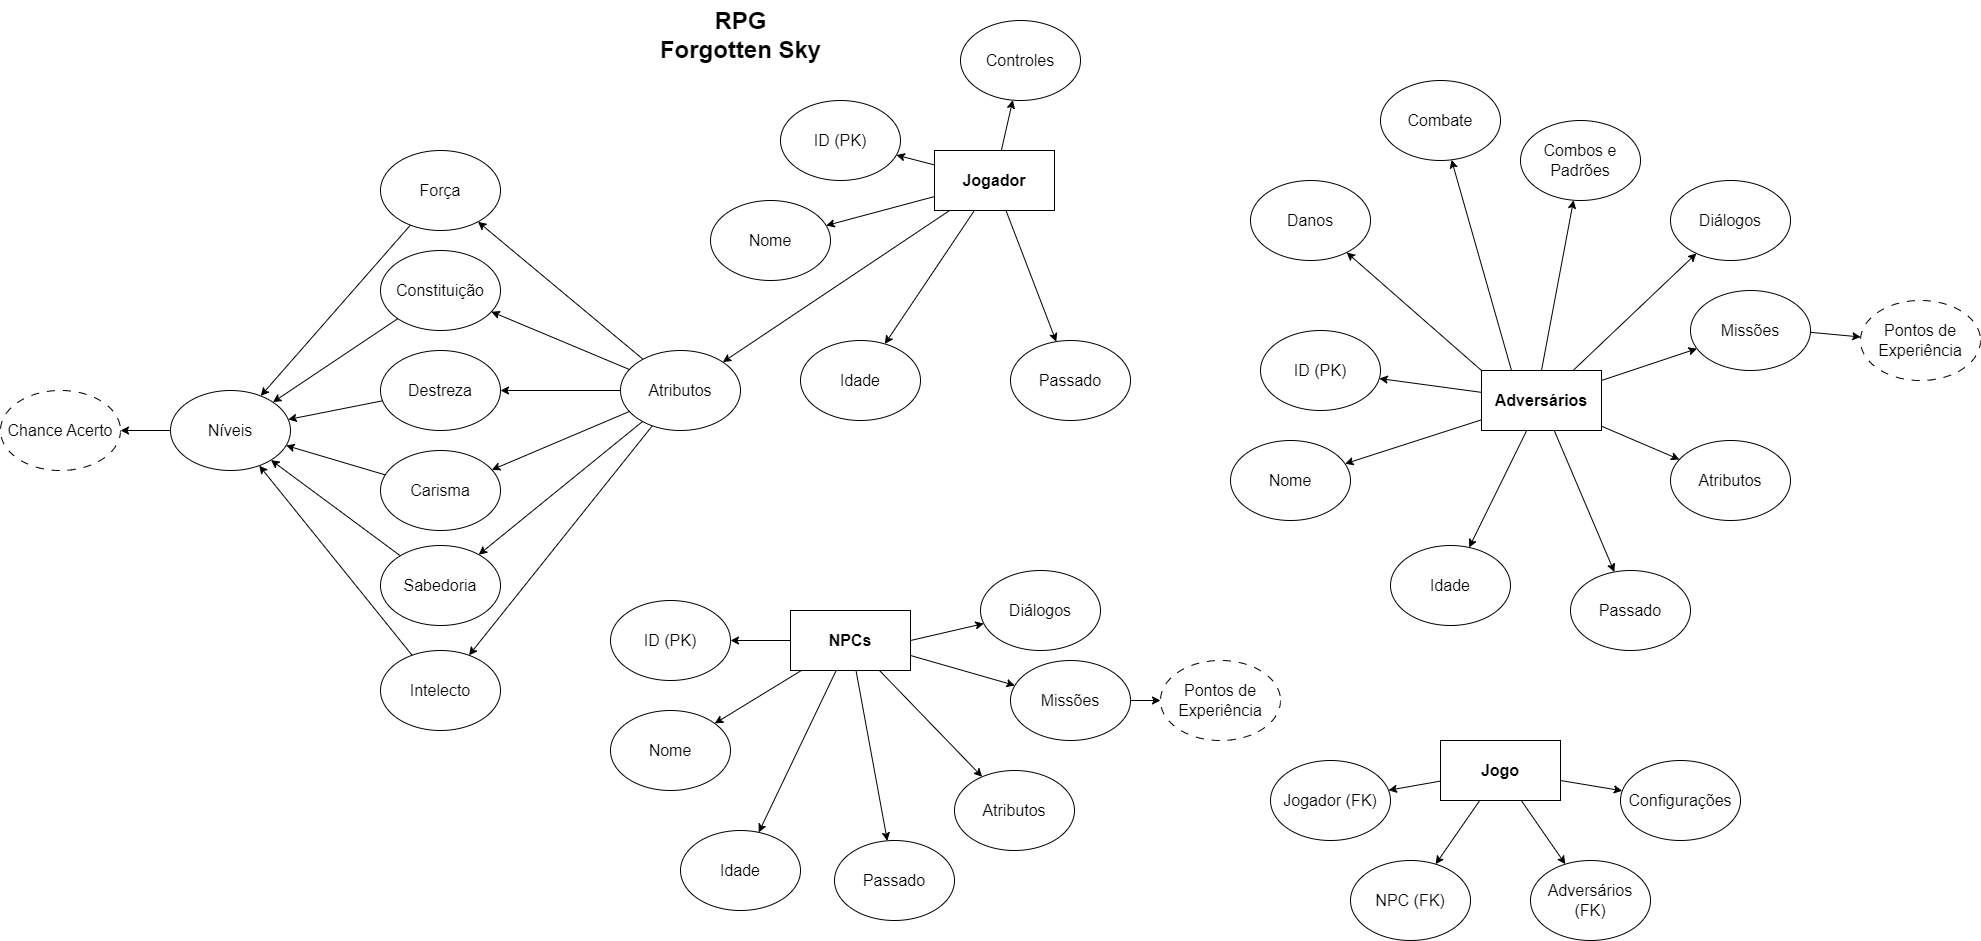 RPG
Forgotten Sky
Controles
ID (PK)
Jogador
Nome
Idade
Passado
Força
Constituição
Destreza
Atributos
Chance Acerto
Níveis
Carisma
Sabedoria
Intelecto
Combate
Combos e
Padrões
Danos
Diálogos
Missões
Pontos de
Experiência
ID (PK)
Adversários
Nome
Atributos
Idade
Passado
Diálogos
ID (PK)
NPCs
Missões
Pontos de
Experiência
Nome
Atributos
Idade
Passado
Jogo
Jogador (FK)
Configurações
NPC (FK)
Adversários
(FK)